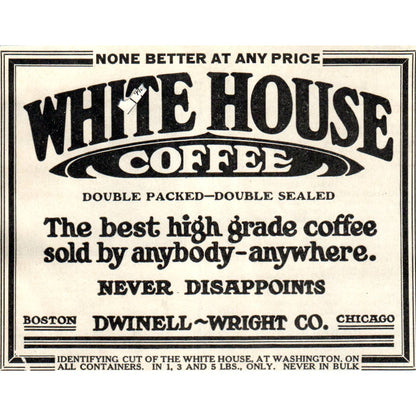 NONE BETTER AT ANY PRICE
WHITE HOUSE
COFFEE
DOUBLE PACKED—DOUBLE SEALED
The best high grade coffee
sold by anybody-anywhere.
NEVER DISAPPOINTS
BOSTON DWINELL~WRIGHT CO. CHICAGO
IDENTIFYING CUT OF THE WHITE HOUSE, AT WASHINGTON, ON
ALL CONTAINERS. IN 1, 3 AND 5 LBS., ONLY. NEVER IN BULK